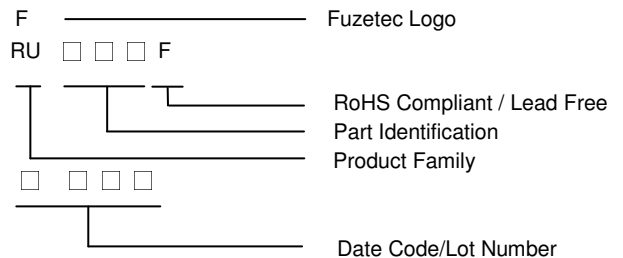 F Fuzetec Logo
RU □ □ □ F
RoHS Compliant / Lead Free
Part Identification
Product Family
□ □ □ □
Date Code/Lot Number